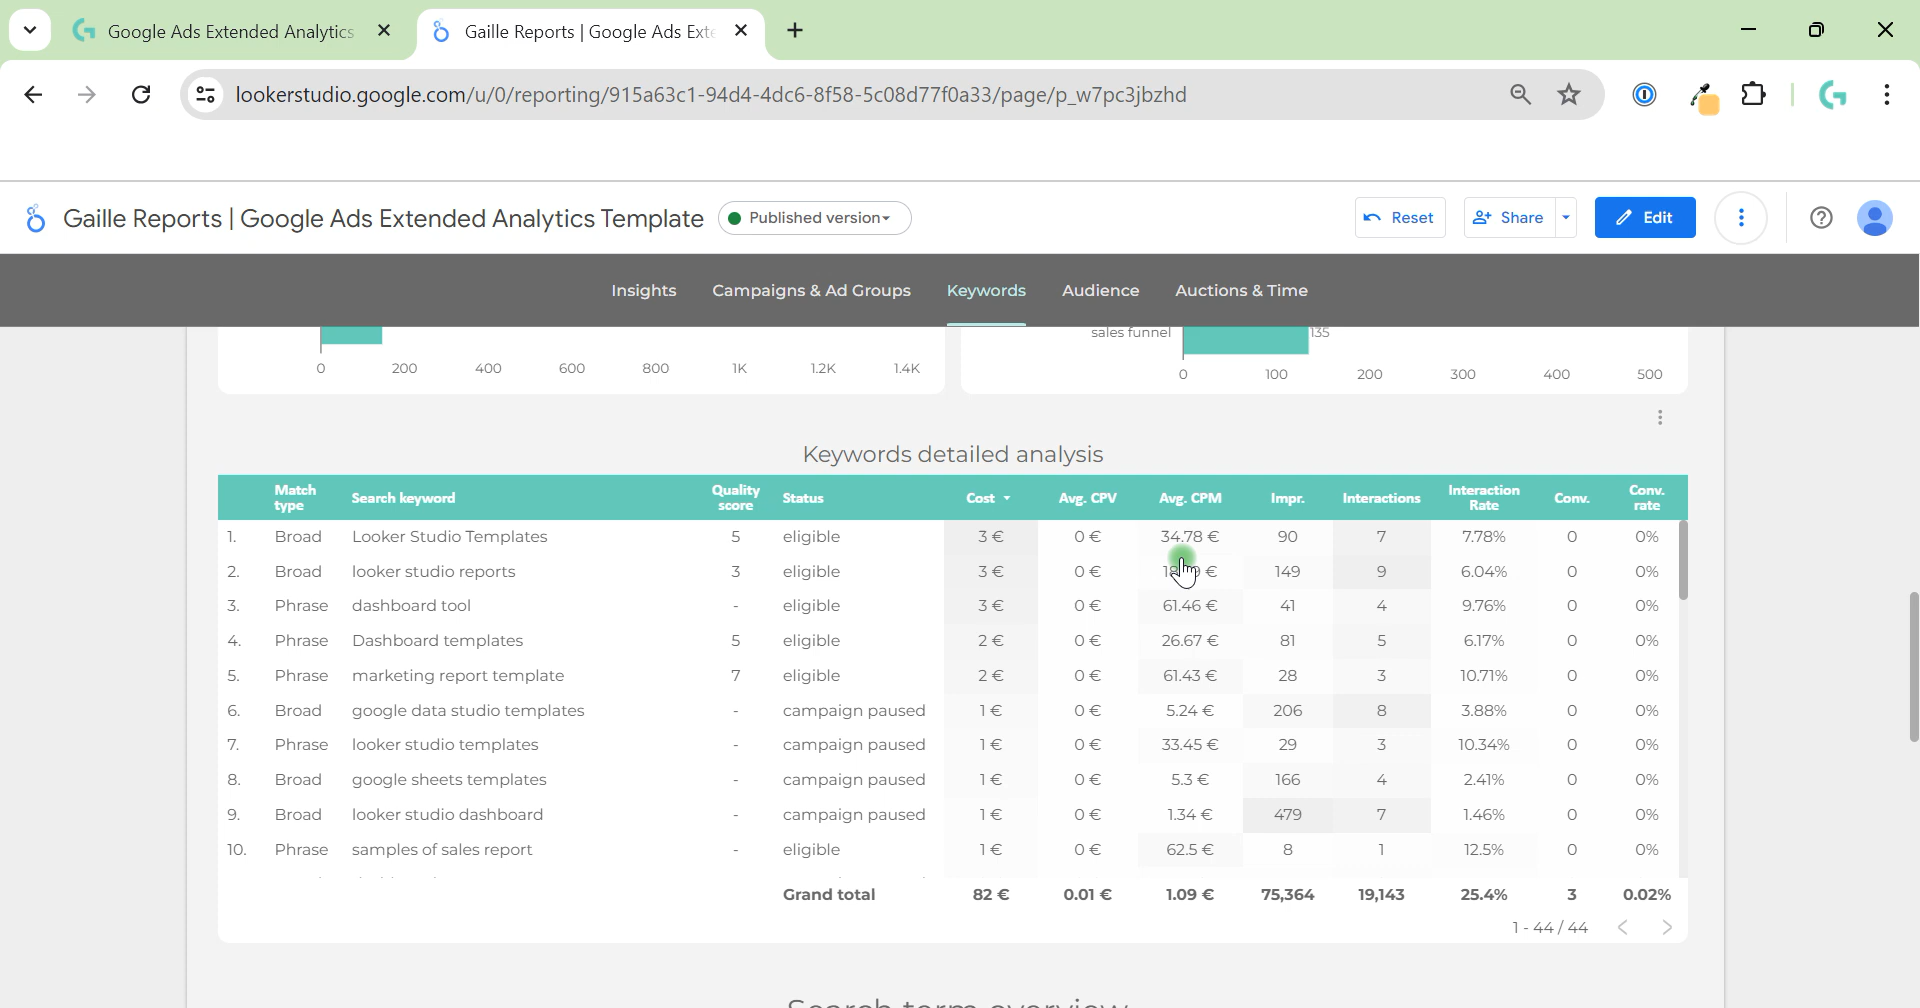 Google Ads Extended Analytics
Gaille Reports | Google Ads Exte
lookerstudio.google.com/u/0/reporting/915a63c1-94d4-4dc6-8f58-5c08d77f0a33/page/p_w7pc3jbzhd
Gaille Reports | Google Ads Extended Analytics Template
Published version
Reset
Share
Edit
Insights
Campaigns & Ad Groups
Keywords
Audience
Auctions & Time
sales funnel 135
0 200 400 600 800 1K 1.2K 1.4K
0 100 200 300 400 500
Keywords detailed analysis
Match type Search keyword Quality score Status Cost Avg. CPV Avg. CPM Impr. Interactions Interaction Rate Conv. Conv. rate
1. Broad Looker Studio Templates 5 eligible 3 € 0 € 34.78 € 90 7 7.78% 0 0%
2. Broad looker studio reports 3 eligible 3 € 0 € € 149 9 6.04% 0 0%
3. Phrase dashboard tool - eligible 3 € 0 € 61.46 € 41 4 9.76% 0 0%
4. Phrase Dashboard templates 5 eligible 2 € 0 € 26.67 € 81 5 6.17% 0 0%
5. Phrase marketing report template 7 eligible 2 € 0 € 61.43 € 28 3 10.71% 0 0%
6. Broad google data studio templates - campaign paused 1 € 0 € 5.24 € 206 8 3.88% 0 0%
7. Phrase looker studio templates - campaign paused 1 € 0 € 33.45 € 29 3 10.34% 0 0%
8. Broad google sheets templates - campaign paused 1 € 0 € 5.3 € 166 4 2.41% 0 0%
9. Broad looker studio dashboard - campaign paused 1 € 0 € 1.34 € 479 7 1.46% 0 0%
10. Phrase samples of sales report - eligible 1 € 0 € 62.5 € 8 1 12.5% 0 0%
Grand total 82 € 0.01 € 1.09 € 75,364 19,143 25.4% 3 0.02%
1 - 44 / 44
Search term overview